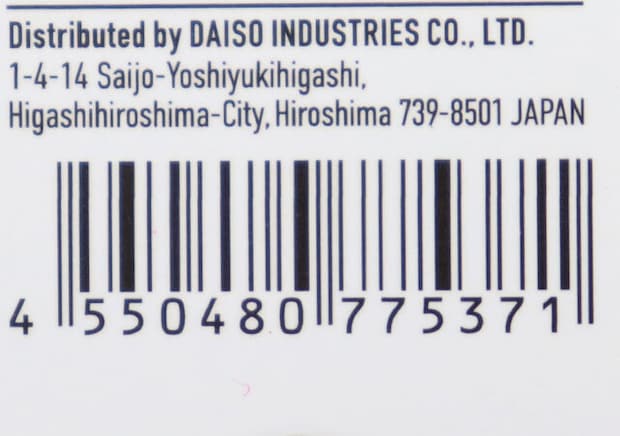 Distributed by DAISO INDUSTRIES CO., LTD.
1-4-14 Saijo-Yoshiyukihigashi,
Higashihiroshima-City, Hiroshima 739-8501 JAPAN
4 550480 775371